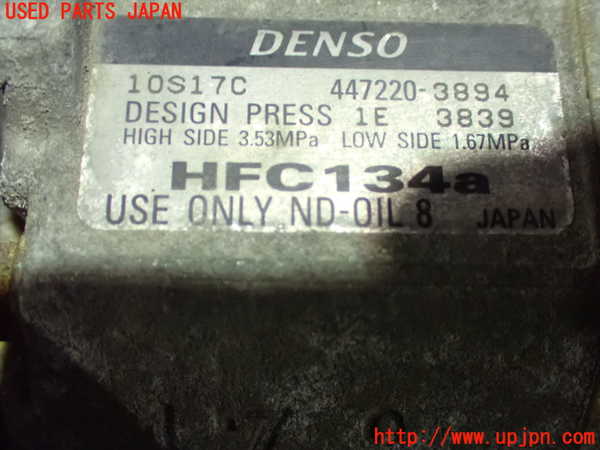 USED PARTS JAPAN
DENSO
10S17C 447220-3894
DESIGN PRESS 1E 3839
HIGH SIDE 3.53MPa LOW SIDE 1.67MPa
HFC134a
USE ONLY ND-OIL 8 JAPAN
UPJ
http://www.upjpn.com/